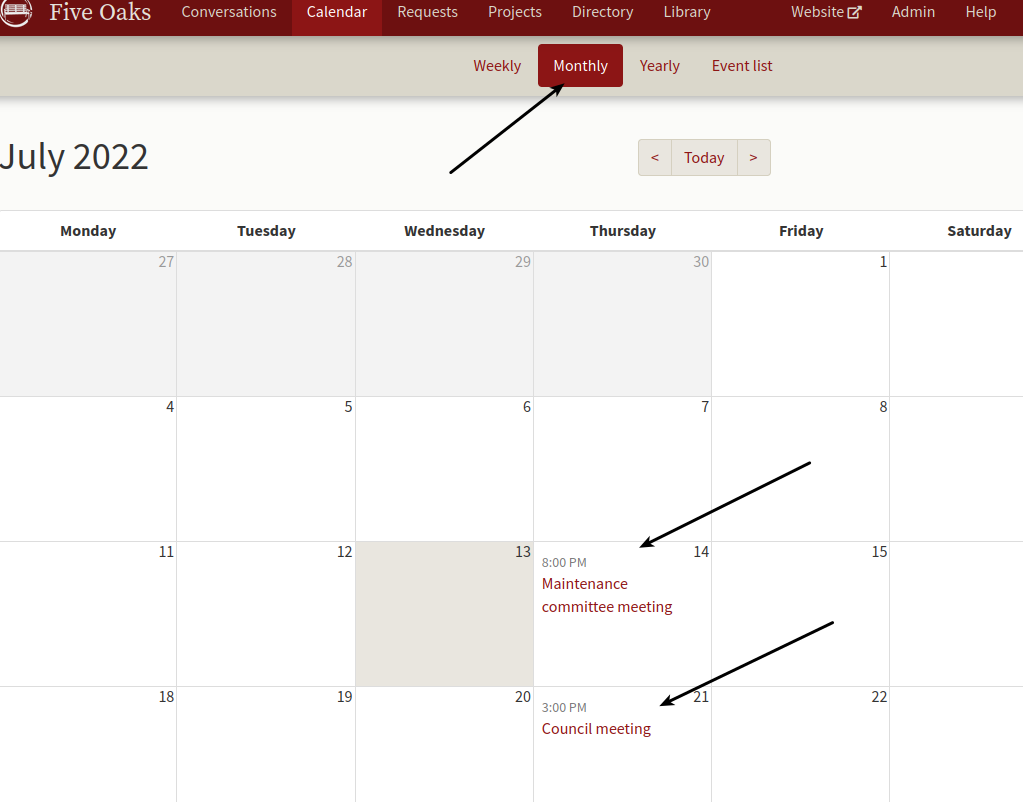 Five Oaks Conversations Calendar Requests Projects Directory Library Website Admin Help
Weekly Monthly Yearly Event list
July 2022
< Today >
Monday Tuesday Wednesday Thursday Friday Saturday
27 28 29 30 1
4 5 6 7 8
11 12 13 14 15
8:00 PM
Maintenance
committee meeting
18 19 20 21 22
3:00 PM
Council meeting